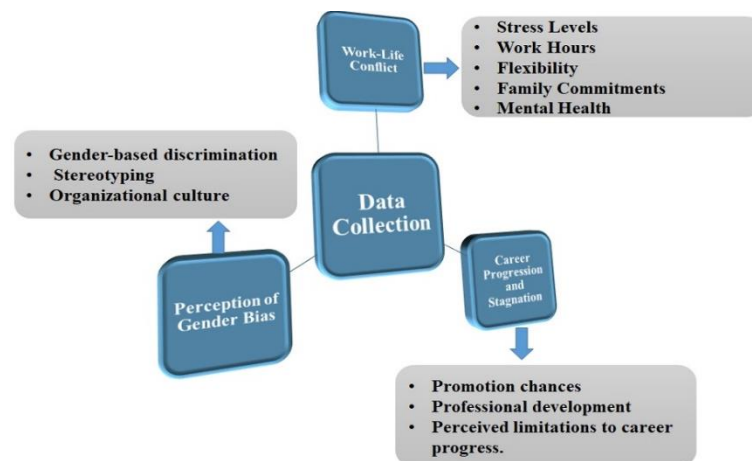 Work-Life
Conflict
• Stress Levels
• Work Hours
• Flexibility
• Family Commitments
• Mental Health
• Gender-based discrimination
• Stereotyping
• Organizational culture
Data
Collection
Perception of
Gender Bias
Career
Progression
and
Stagnation
• Promotion chances
• Professional development
• Perceived limitations to career
progress.